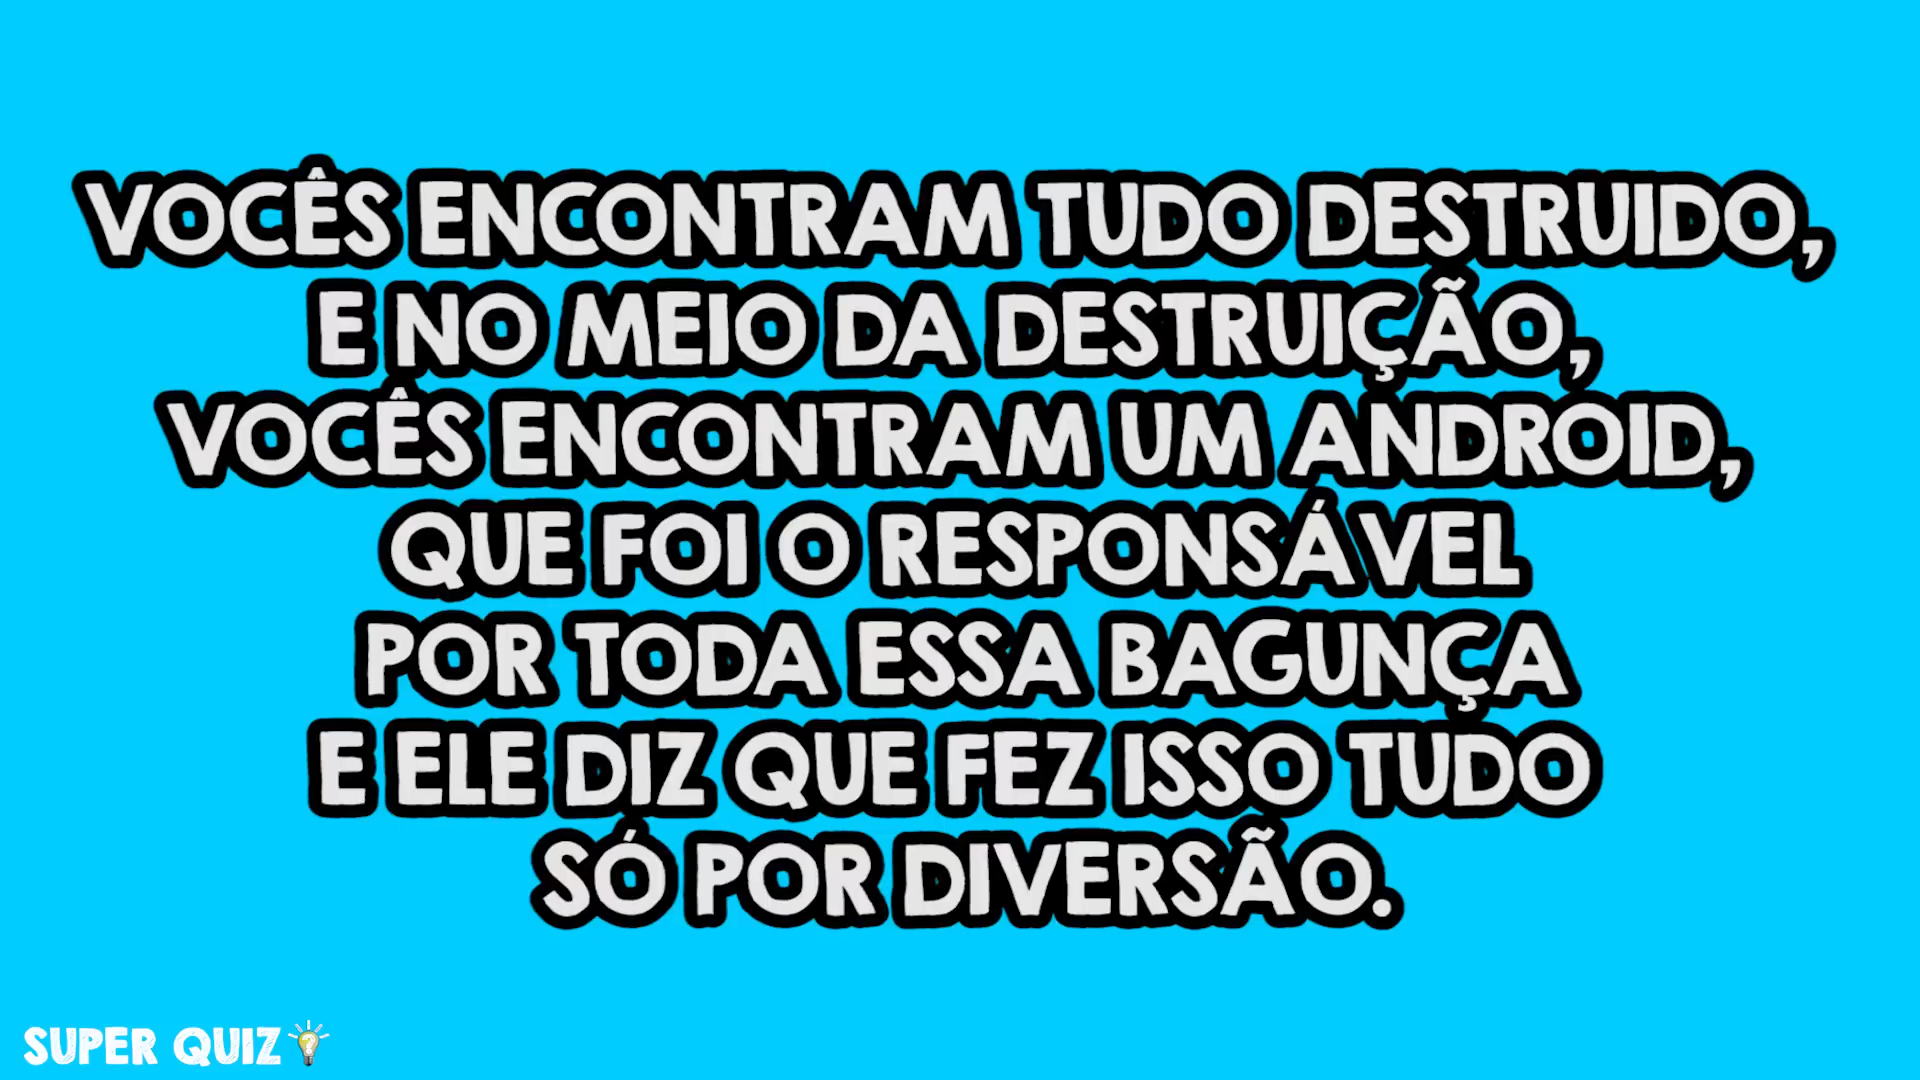 VOCÊS ENCONTRAM TUDO DESTRUIDO,
E NO MEIO DA DESTRUIÇÃO,
VOCÊS ENCONTRAM UM ANDROID,
QUE FOI O RESPONSÁVEL
POR TODA ESSA BAGUNÇA
E ELE DIZ QUE FEZ ISSO TUDO
SÓ POR DIVERSÃO.
SUPER QUIZ